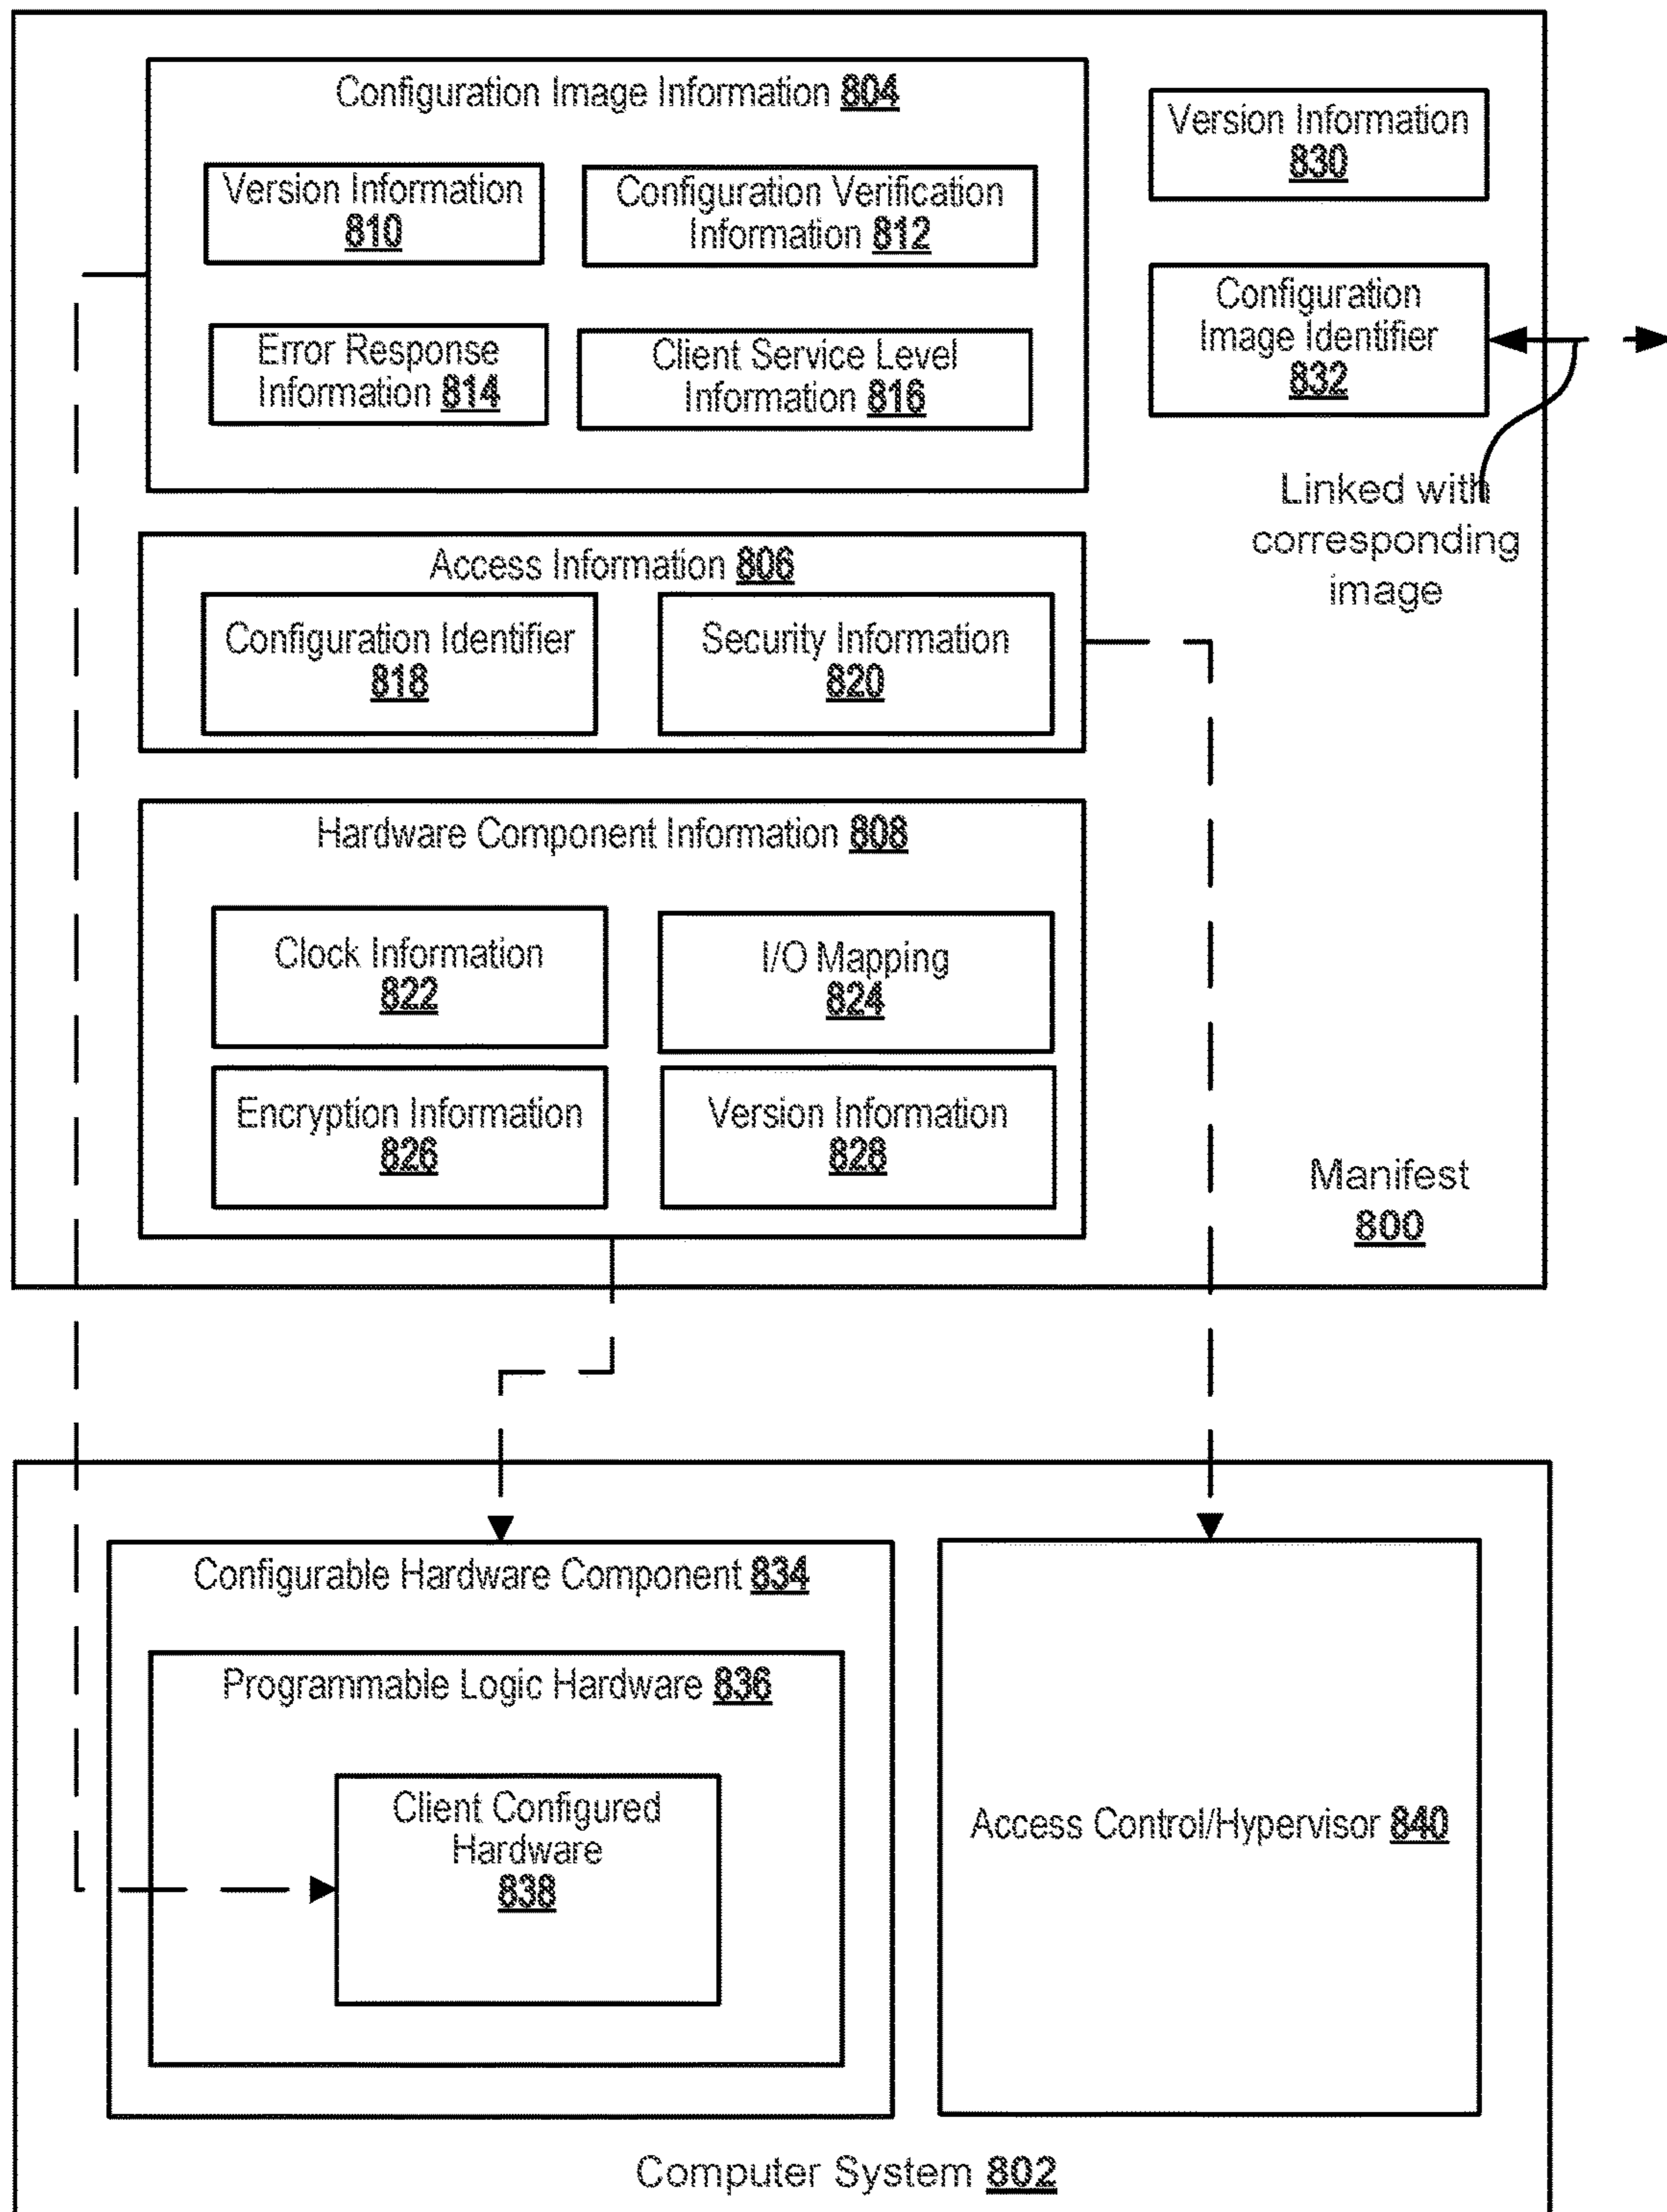 Configuration Image Information 804
Version Information
810
Configuration Verification
Information 812
Error Response
Information 814
Client Service Level
Information 816
Version Information
830
Configuration
Image Identifier
832
Linked with
corresponding
image
Access Information 806
Configuration Identifier
818
Security Information
820
Hardware Component Information 808
Clock Information
822
I/O Mapping
824
Encryption Information
826
Version Information
828
Manifest
800
Configurable Hardware Component 834
Programmable Logic Hardware 836
Client Configured
Hardware
838
Access Control/Hypervisor 840
Computer System 802